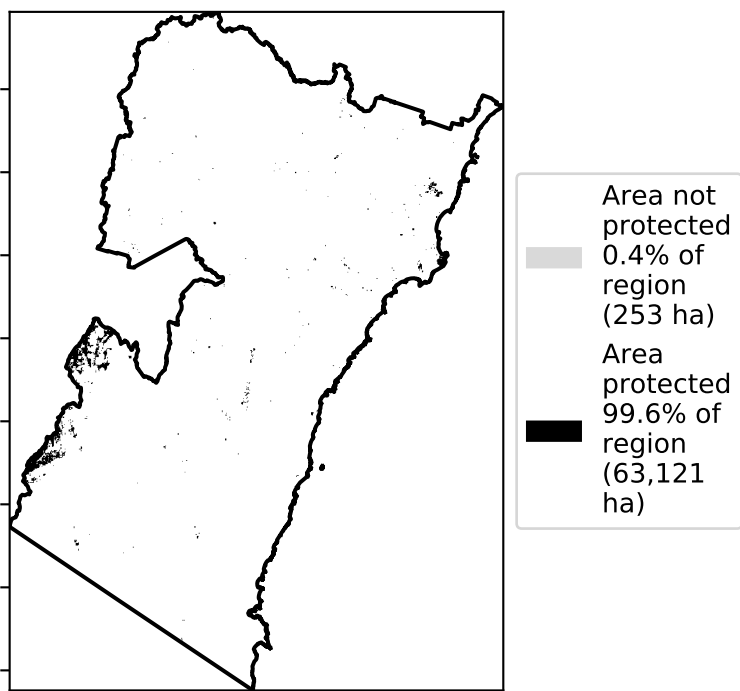 Area not
protected
0.4% of
region
(253 ha)
Area
protected
99.6% of
region
(63,121
ha)